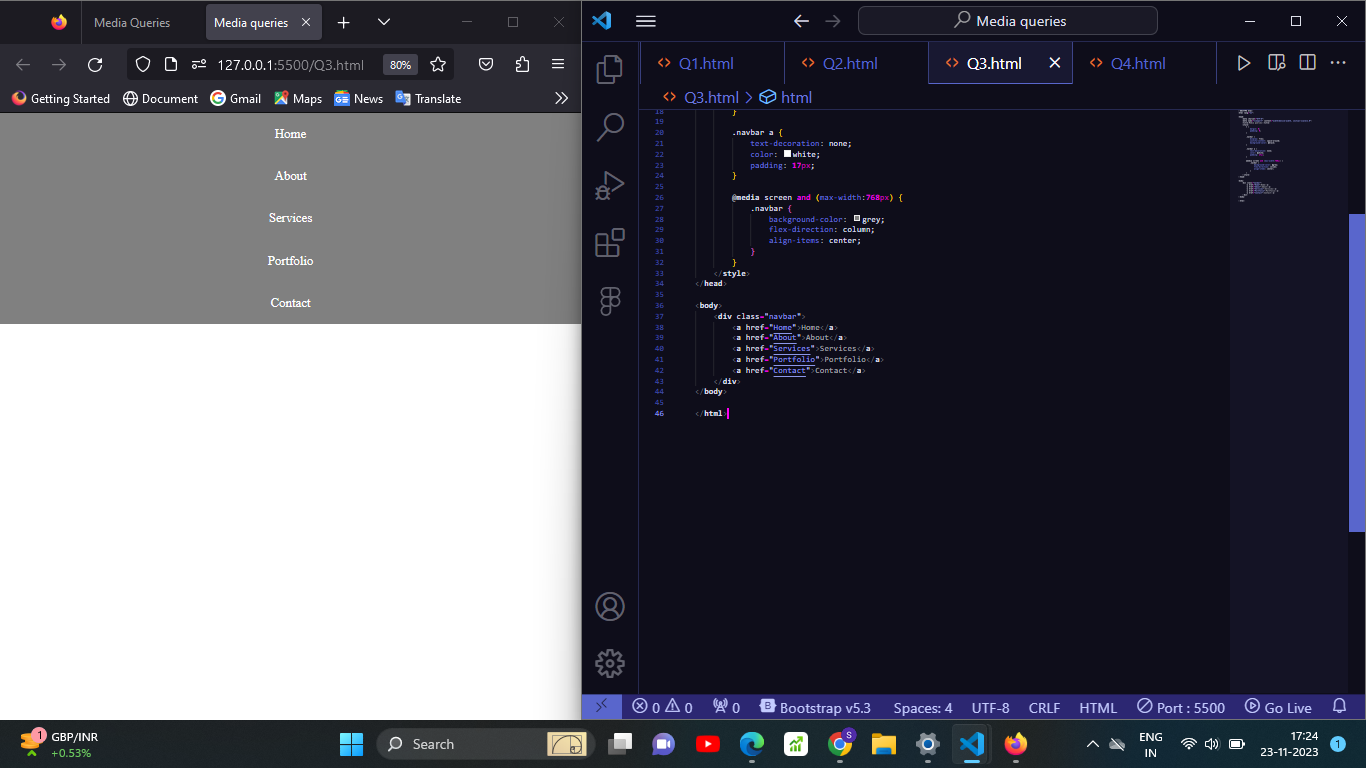 Media Queries
Media queries
127.0.0.1:5500/Q3.html
80%
Getting Started
Document
Gmail
Maps
News
Translate
Home
About
Services
Portfolio
Contact
Media queries
Q1.html
Q2.html
Q3.html
Q4.html
Q3.html > html
18 }
19
20 .navbar a {
21 text-decoration: none;
22 color: white;
23 padding: 17px;
24 }
25
26 @media screen and (max-width:768px) {
27 .navbar {
28 background-color: grey;
29 flex-direction: column;
30 align-items: center;
31 }
32 }
33 </style>
34 </head>
35
36 <body>
37 <div class="navbar">
38 <a href="Home">Home</a>
39 <a href="About">About</a>
40 <a href="Services">Services</a>
41 <a href="Portfolio">Portfolio</a>
42 <a href="Contact">Contact</a>
43 </div>
44 </body>
45
46 </html>
0 0
0
Bootstrap v5.3
Spaces: 4
UTF-8
CRLF
HTML
Port : 5500
Go Live
1
GBP/INR
+0.53%
Search
S
ENG
IN
17:24
23-11-2023
1